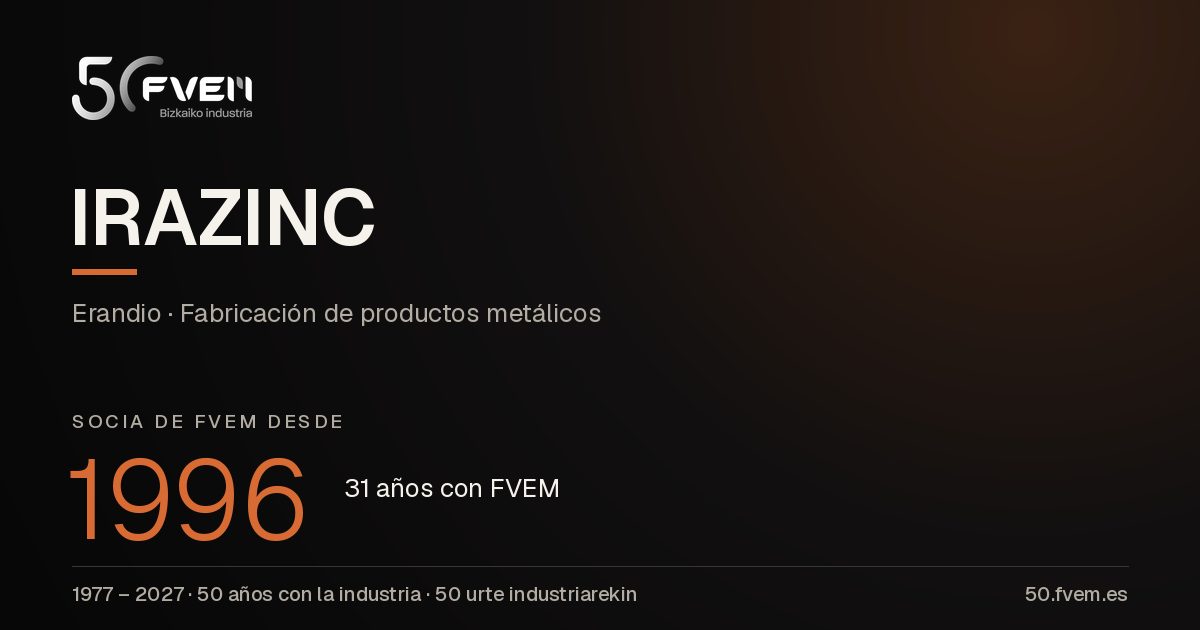 50 FVEM
Bizkaiko industria
IRAZINC
Erandio · Fabricación de productos metálicos
SOCIA DE FVEM DESDE
1996
31 años con FVEM
1977 – 2027 · 50 años con la industria · 50 urte industriarekin
50.fvem.es